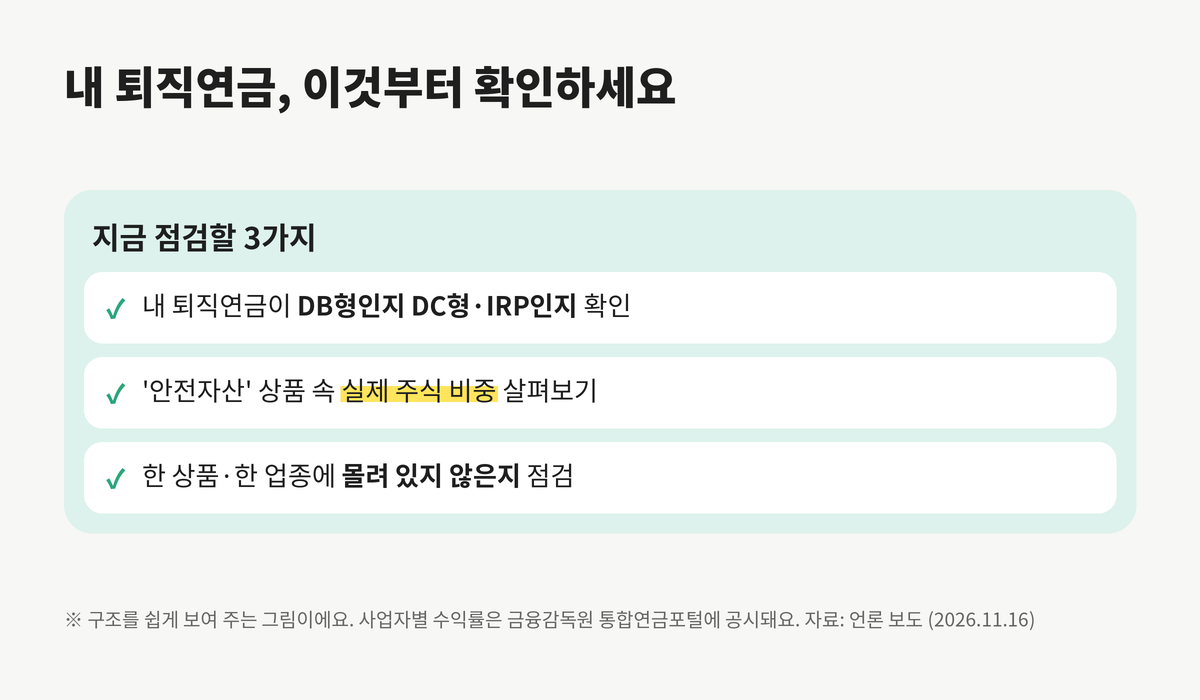 내 퇴직연금, 이것부터 확인하세요
지금 점검할 3가지
✓ 내 퇴직연금이 DB형인지 DC형·IRP인지 확인
✓ '안전자산' 상품 속 실제 주식 비중 살펴보기
✓ 한 상품·한 업종에 몰려 있지 않은지 점검
※ 구조를 쉽게 보여 주는 그림이에요. 사업자별 수익률은 금융감독원 통합연금포털에 공시돼요. 자료: 언론 보도 (2026.11.16)